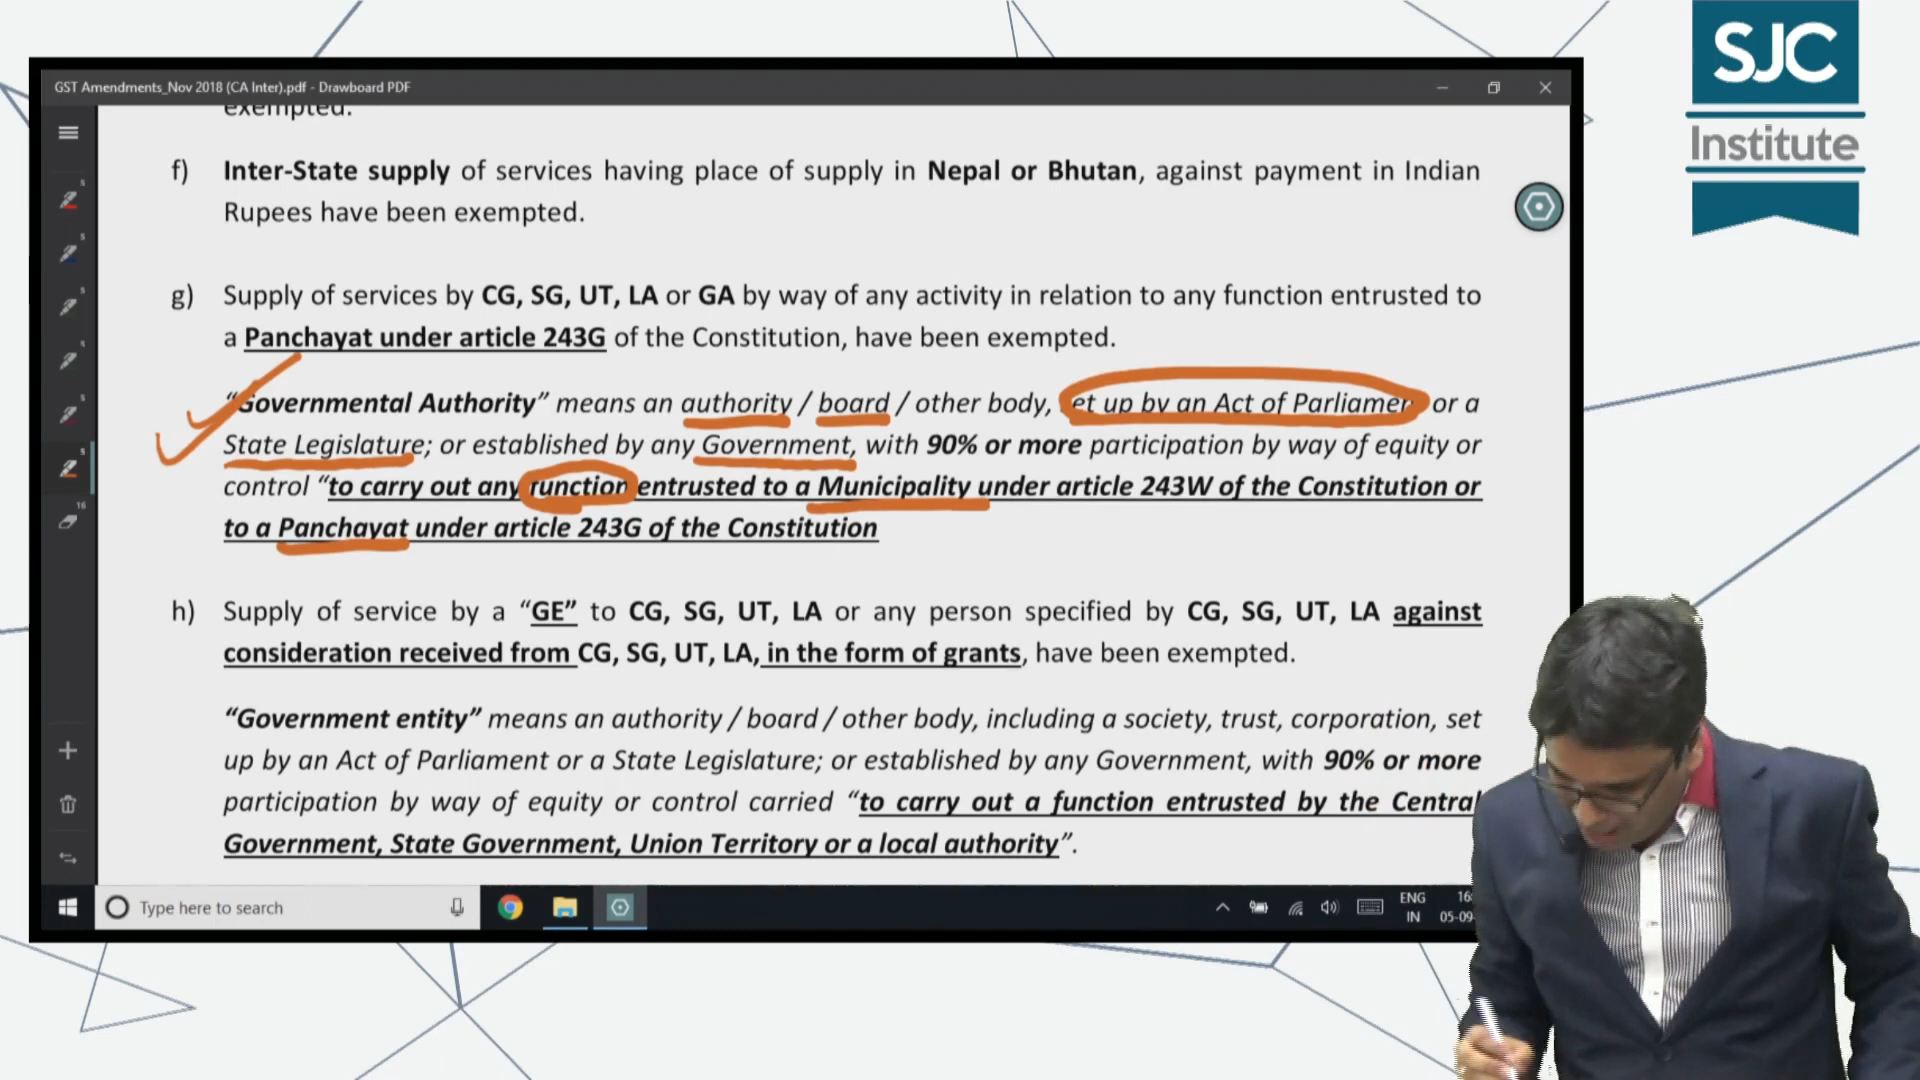 SJC
Institute
GST Amendments_Nov 2018 (CA Inter).pdf - Drawboard PDF
exempted.
f) Inter-State supply of services having place of supply in Nepal or Bhutan, against payment in Indian
Rupees have been exempted.
g) Supply of services by CG, SG, UT, LA or GA by way of any activity in relation to any function entrusted to
a Panchayat under article 243G of the Constitution, have been exempted.
“Governmental Authority” means an authority / board / other body, set up by an Act of Parliament or a
State Legislature; or established by any Government, with 90% or more participation by way of equity or
control “to carry out any function entrusted to a Municipality under article 243W of the Constitution or
to a Panchayat under article 243G of the Constitution
h) Supply of service by a “GE” to CG, SG, UT, LA or any person specified by CG, SG, UT, LA against
consideration received from CG, SG, UT, LA, in the form of grants, have been exempted.
“Government entity” means an authority / board / other body, including a society, trust, corporation, set
up by an Act of Parliament or a State Legislature; or established by any Government, with 90% or more
participation by way of equity or control carried “to carry out a function entrusted by the Central
Government, State Government, Union Territory or a local authority”.
5
5
5
5
5
5
16
Type here to search
ENG
IN
16
05-09-